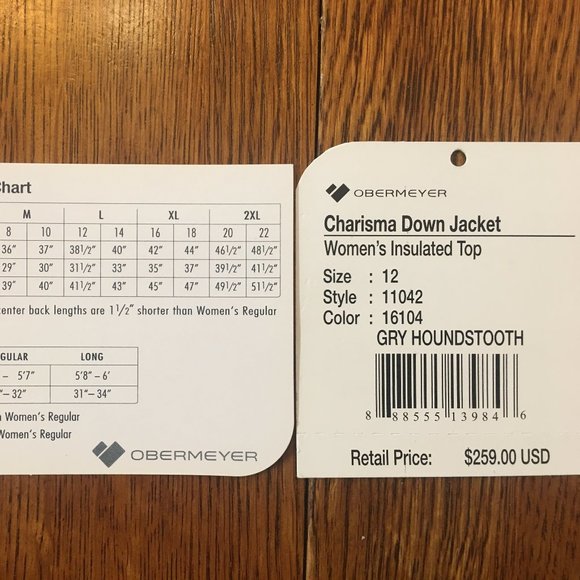 Chart
M L XL 2XL
8 10 12 14 16 18 20 22
36" 37" 38½" 40" 42" 44" 46½" 48½"
29" 30" 31½" 33" 35" 37" 39½" 41½"
39" 40" 41½" 43" 45" 47" 49½" 51½"
center back lengths are 1½" shorter than Women's Regular
GULAR LONG
– 5'7" 5'8" – 6'
"– 32" 31"– 34"
n Women's Regular
Women's Regular
OBERMEYER
OBERMEYER
Charisma Down Jacket
Women's Insulated Top
Size : 12
Style : 11042
Color : 16104
GRY HOUNDSTOOTH
8 88555 13984 6
Retail Price: $259.00 USD